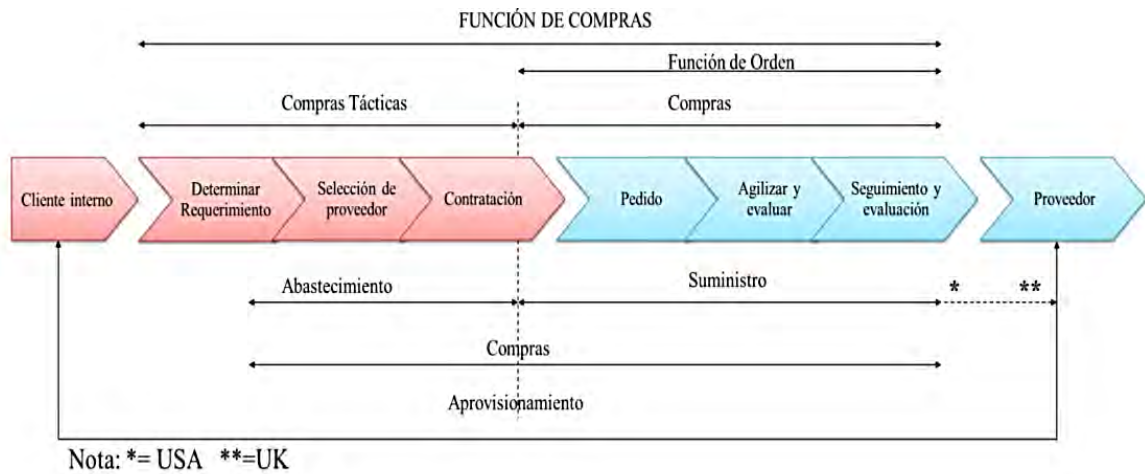 FUNCIÓN DE COMPRAS
Función de Orden
Compras Tácticas
Compras
Cliente interno
Determinar
Requerimiento
Selección de
proveedor
Contratación
Pedido
Agilizar y
evaluar
Seguimiento y
evaluación
Proveedor
Abastecimiento
Suministro
*
**
Compras
Aprovisionamiento
Nota: *= USA **=UK